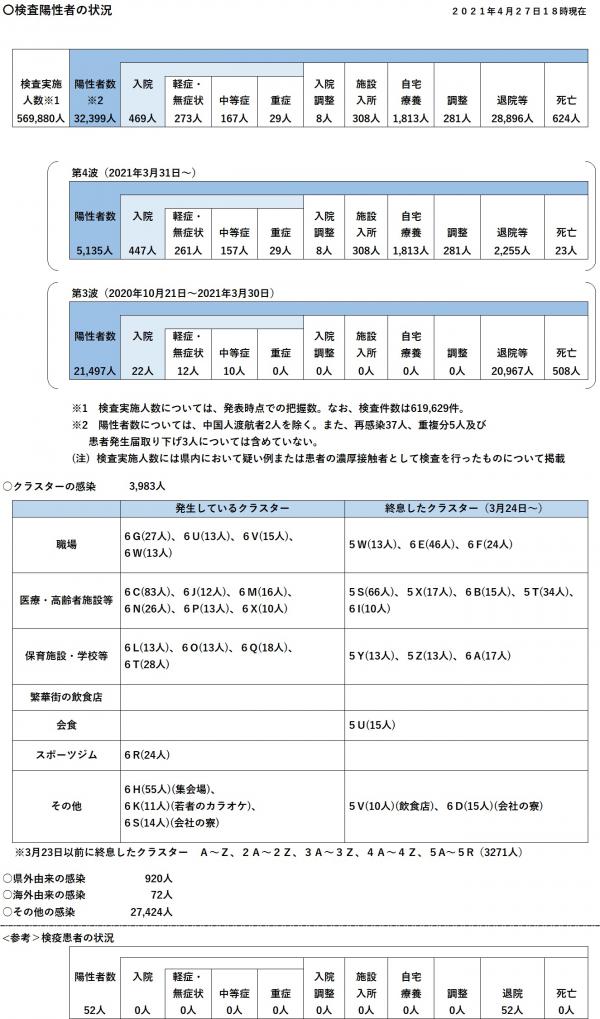 〇検査陽性者の状況
２０２１年４月２７日１８時現在
検査実施人数※1 陽性者数※2 入院 軽症・無症状 中等症 重症 入院調整 施設入所 自宅療養 調整 退院等 死亡
569,880人 32,399人 469人 273人 167人 29人 8人 308人 1,813人 281人 28,896人 624人
第4波（2021年3月31日～）
陽性者数 入院 軽症・無症状 中等症 重症 入院調整 施設入所 自宅療養 調整 退院等 死亡
5,135人 447人 261人 157人 29人 8人 308人 1,813人 281人 2,255人 23人
第3波（2020年10月21日～2021年3月30日）
陽性者数 入院 軽症・無症状 中等症 重症 入院調整 施設入所 自宅療養 調整 退院等 死亡
21,497人 22人 12人 10人 0人 0人 0人 0人 0人 20,967人 508人
※1　検査実施人数については、発表時点での把握数。なお、検査件数は619,629件。
※2　陽性者数については、中国人渡航者2人を除く。また、再感染37人、重複分5人及び
患者発生届取り下げ3人については含めていない。
(注)　検査実施人数には県内において疑い例または患者の濃厚接触者として検査を行ったものについて掲載
○クラスターの感染　3,983人
発生しているクラスター 終息したクラスター（3月24日～）
職場
６G(27人)、６U(13人)、６V(15人)、
６W(13人)
５W(13人)、６E(46人)、６F(24人)
医療・高齢者施設等
６C(83人)、６J(12人)、６M(16人)、
６N(26人)、６P(13人)、６X(10人)
５S(66人)、５X(17人)、６B(15人)、５T(34人)、
６I(10人)
保育施設・学校等
６L(13人)、６O(13人)、６Q(18人)、
６T(28人)
５Y(13人)、５Z(13人)、６A(17人)
繁華街の飲食店
会食
５U(15人)
スポーツジム
６R(24人)
その他
６H(55人)(集会場)、
６K(11人)(若者のカラオケ)、
６S(14人)(会社の寮)
５V(10人)(飲食店)、６D(15人)(会社の寮)
※3月23日以前に終息したクラスター　A～Z、２A～２Z、３A～３Z、４A～４Z、５A～５R（3271人）
○県外由来の感染　920人
○海外由来の感染　72人
○その他の感染　27,424人
<参考＞検疫患者の状況
陽性者数 入院 軽症・無症状 中等症 重症 入院調整 施設入所 自宅療養 調整 退院 死亡
52人 0人 0人 0人 0人 0人 0人 0人 0人 52人 0人